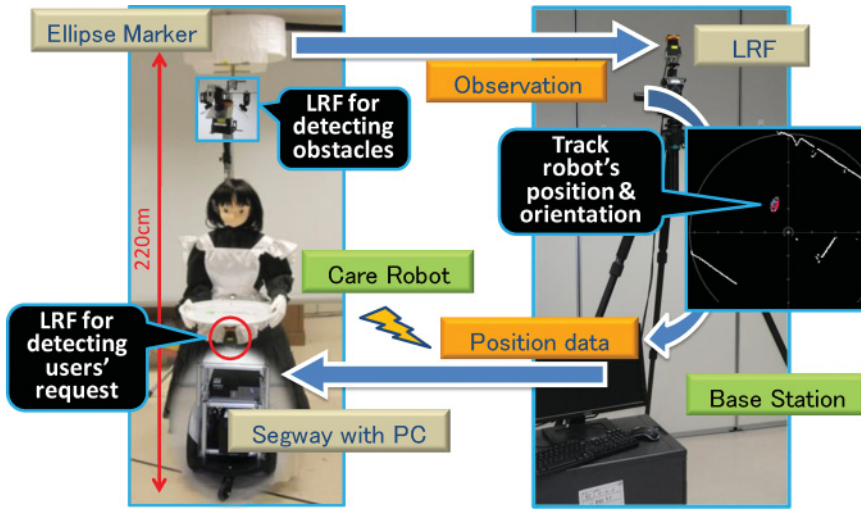 Ellipse Marker
LRF
Observation
LRF for
detecting
obstacles
Track
robot's
position &
orientation
220cm
Care Robot
LRF for
detecting
users'
request
Position data
Base Station
Segway with PC